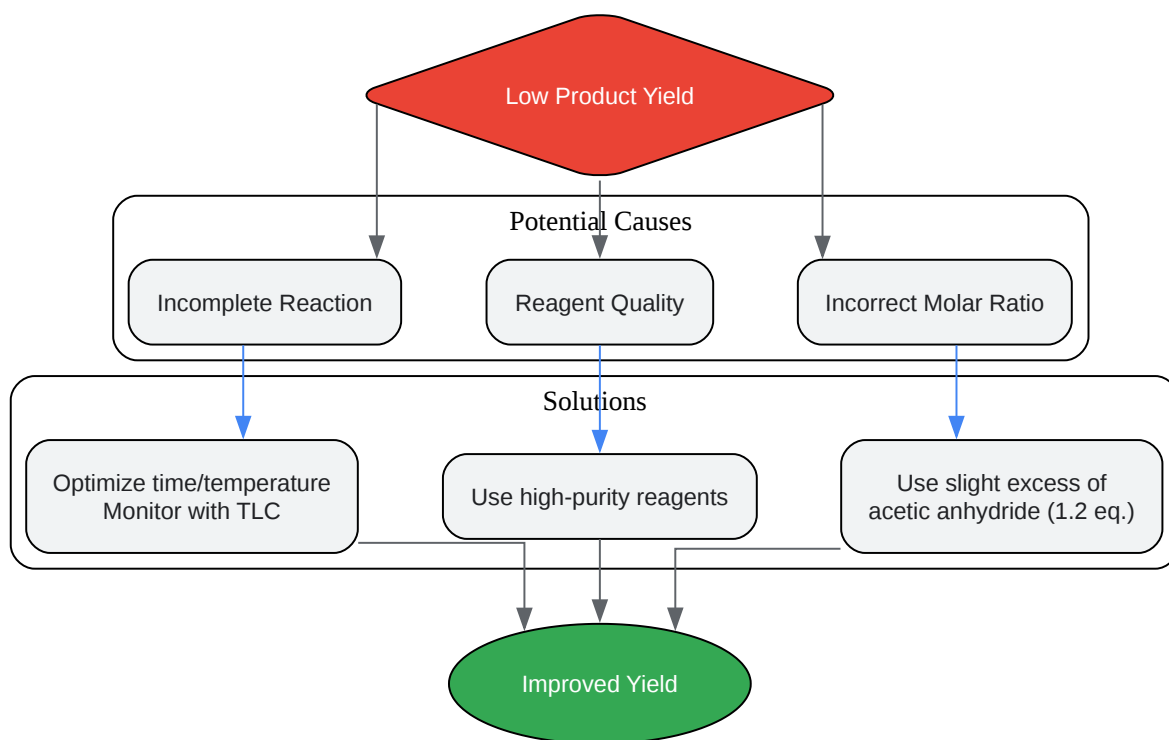 Low Product Yield
Potential Causes
Incomplete Reaction
Reagent Quality
Incorrect Molar Ratio
Solutions
Optimize time/temperature
Monitor with TLC
Use high-purity reagents
Use slight excess of
acetic anhydride (1.2 eq.)
Improved Yield